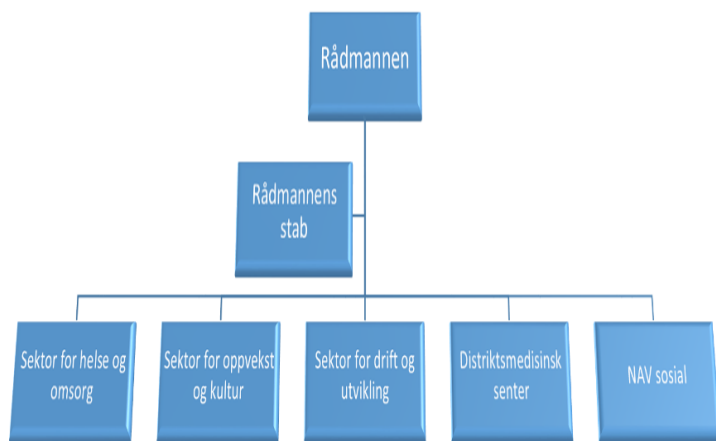 Rådmannen
Rådmannens
stab
Sektor for helse og
omsorg
Sektor for oppvekst
og kultur
Sektor for drift og
utvikling
Distriktsmedisinsk
senter
NAV sosial